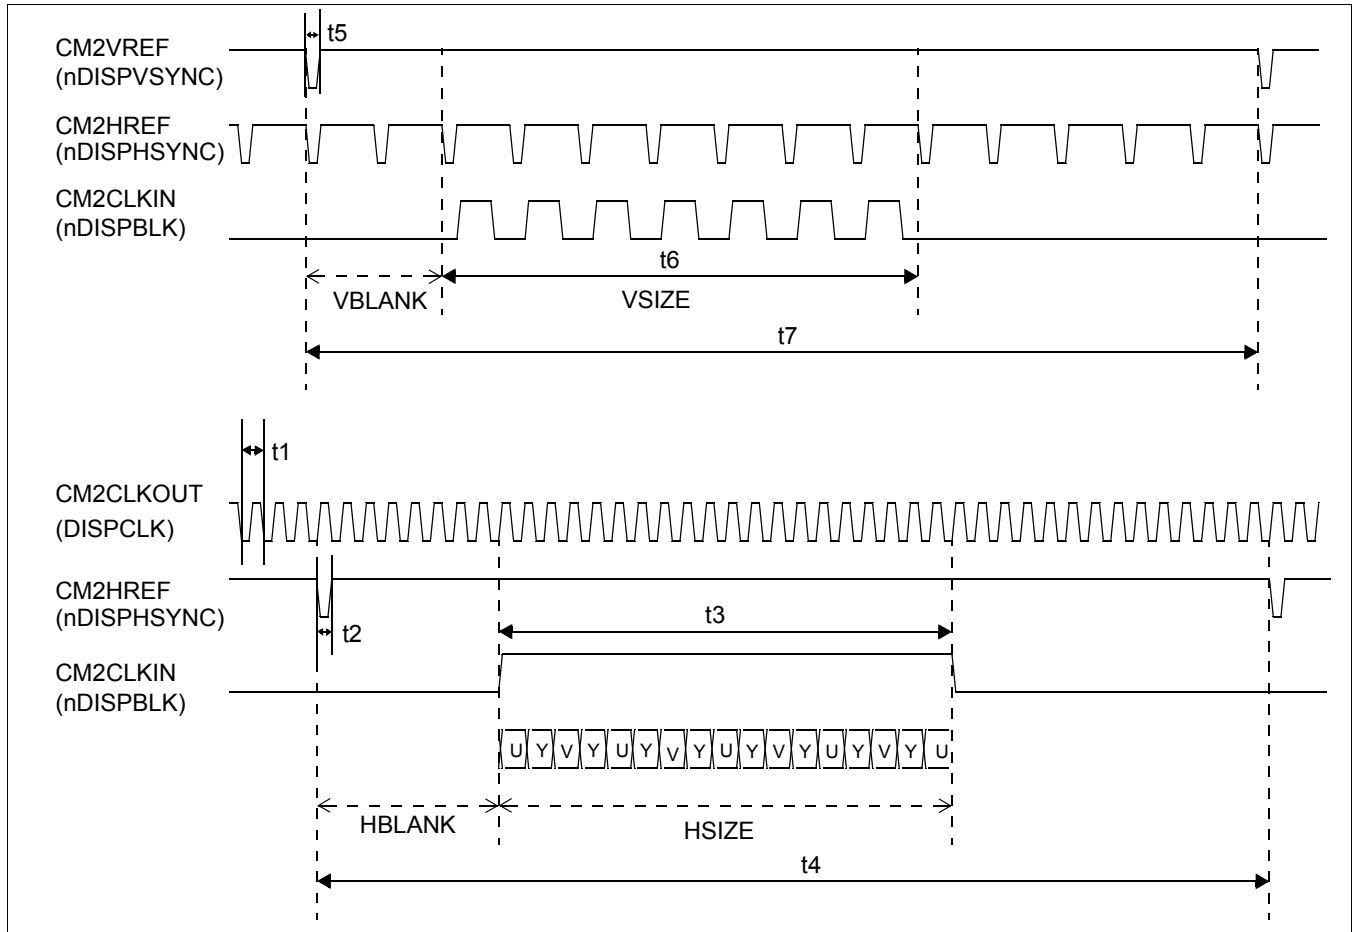 t5
CM2VREF
(nDISPVSYNC)
CM2HREF
(nDISPHSYNC)
CM2CLKIN
(nDISPBLK)
t6
VBLANK
VSIZE
t7
t1
CM2CLKOUT
(DISPCLK)
CM2HREF
(nDISPHSYNC)
t2
t3
CM2CLKIN
(nDISPBLK)
U Y V Y U Y V Y U Y V Y U Y V Y U
HBLANK
HSIZE
t4